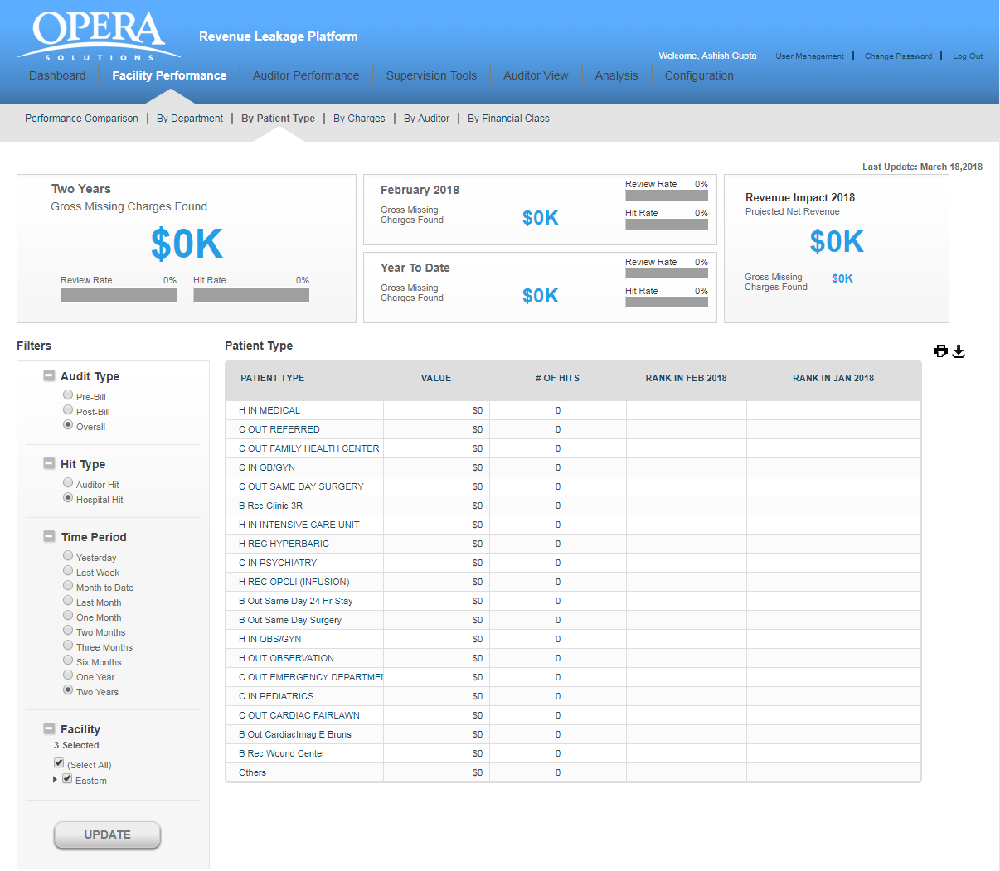 OPERA
SOLUTIONS
Revenue Leakage Platform
Welcome, Ashish Gupta User Management | Change Password | Log Out
Dashboard Facility Performance Auditor Performance Supervision Tools Auditor View Analysis Configuration
Performance Comparison | By Department | By Patient Type | By Charges | By Auditor | By Financial Class
Last Update: March 18,2018
Two Years
Gross Missing Charges Found
$0K
Review Rate 0% Hit Rate 0%
February 2018
Gross Missing
Charges Found
$0K
Review Rate 0%
Hit Rate 0%
Year To Date
Gross Missing
Charges Found
$0K
Review Rate 0%
Hit Rate 0%
Revenue Impact 2018
Projected Net Revenue
$0K
Gross Missing
Charges Found
$0K
Filters
Audit Type
Pre-Bill
Post-Bill
Overall
Hit Type
Auditor Hit
Hospital Hit
Time Period
Yesterday
Last Week
Month to Date
Last Month
One Month
Two Months
Three Months
Six Months
One Year
Two Years
Facility
3 Selected
(Select All)
Eastern
UPDATE
Patient Type
PATIENT TYPE VALUE # OF HITS RANK IN FEB 2018 RANK IN JAN 2018
H IN MEDICAL $0 0
C OUT REFERRED $0 0
C OUT FAMILY HEALTH CENTER $0 0
C IN OB/GYN $0 0
C OUT SAME DAY SURGERY $0 0
B Rec Clinic 3R $0 0
H IN INTENSIVE CARE UNIT $0 0
H REC HYPERBARIC $0 0
C IN PSYCHIATRY $0 0
H REC OPCLI (INFUSION) $0 0
B Out Same Day 24 Hr Stay $0 0
B Out Same Day Surgery $0 0
H IN OBS/GYN $0 0
H OUT OBSERVATION $0 0
C OUT EMERGENCY DEPARTMEN $0 0
C IN PEDIATRICS $0 0
C OUT CARDIAC FAIRLAWN $0 0
B Out CardiacImag E Bruns $0 0
B Rec Wound Center $0 0
Others $0 0